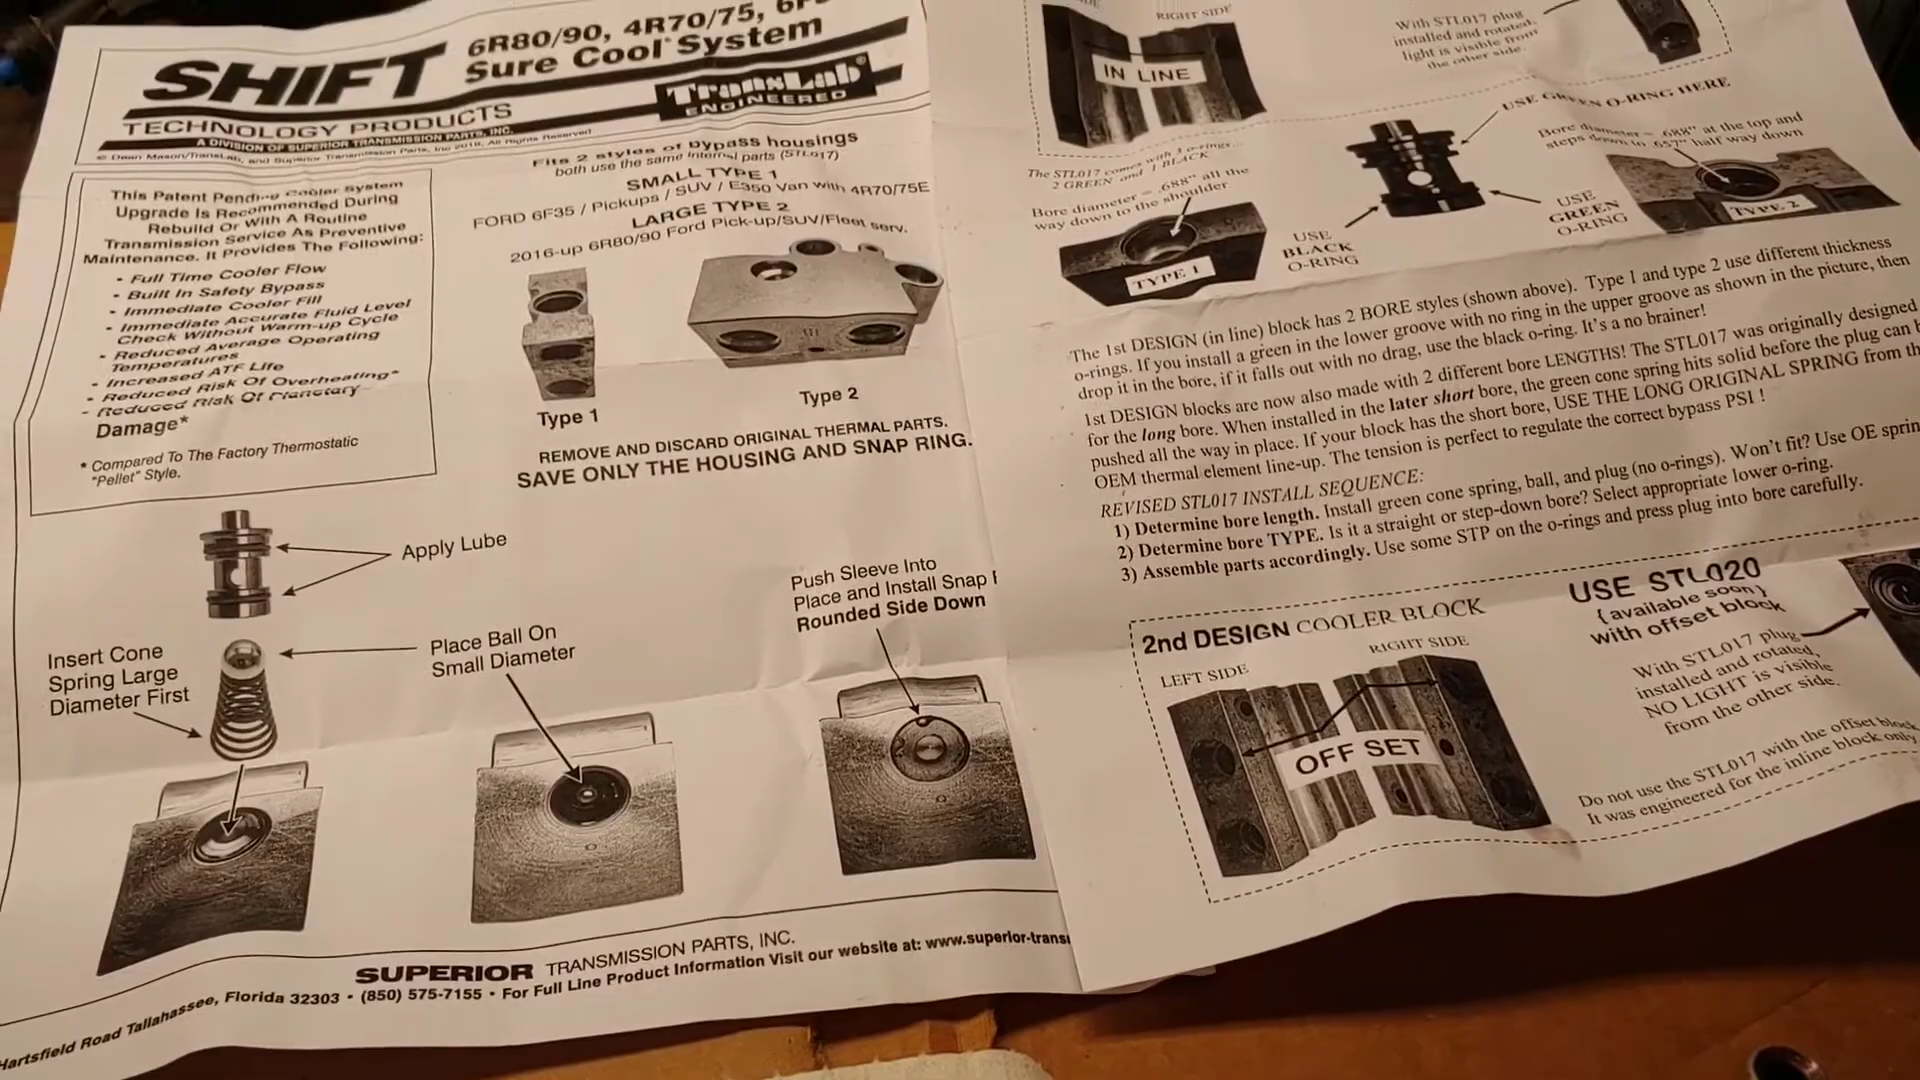 SHIFT
6R80/90, 4R70/75,
Sure Cool System
TECHNOLOGY PRODUCTS
A DIVISION OF SUPERIOR TRANSMISSION PARTS, INC.
TransLab®
ENGINEERED
© Dean Mason/TransLab, and Superior Transmission Parts, Inc 2018, All Rights Reserved
This Patent Pending Cooler System
Upgrade Is Recommended During
Rebuild Or With A Routine
Transmission Service As Preventive
Maintenance. It Provides The Following:
- Full Time Cooler Flow
- Built In Safety Bypass
- Immediate Cooler Fill
- Immediate Accurate Fluid Level
Check Without Warm-up Cycle
- Reduced Average Operating
Temperatures
- Increased ATF Life
- Reduced Risk Of Overheating*
- Reduced Risk Of Planetary
Damage*
* Compared To The Factory Thermostatic
"Pellet" Style.
Fits 2 styles of bypass housings
both use the same internal parts (STL017)
SMALL TYPE 1
FORD 6F35 / Pickups / SUV / E350 Van with 4R70/75E
LARGE TYPE 2
2016-up 6R80/90 Ford Pick-up/SUV/Fleet serv.
Type 1
Type 2
REMOVE AND DISCARD ORIGINAL THERMAL PARTS.
SAVE ONLY THE HOUSING AND SNAP RING.
Apply Lube
Insert Cone
Spring Large
Diameter First
Place Ball On
Small Diameter
Push Sleeve Into
Place and Install Snap
Rounded Side Down
SUPERIOR TRANSMISSION PARTS, INC.
Hartsfield Road Tallahassee, Florida 32303 • (850) 575-7155 • For Full Line Product Information Visit our website at: www.superior-trans
RIGHT SIDE
IN LINE
With STL017 plug
installed and rotated,
light is visible from
the other side.
The STL017 comes with 3 o-rings...
2 GREEN and 1 BLACK
USE GREEN O-RING HERE
Bore diameter = .688" all the
way down to the shoulder.
TYPE 1
USE
BLACK
O-RING
USE
GREEN
O-RING
Bore diameter = .688" at the top and
steps down to .657" half way down
TYPE 2
The 1st DESIGN (in line) block has 2 BORE styles (shown above). Type 1 and type 2 use different thickness
o-rings. If you install a green in the lower groove with no ring in the upper groove as shown in the picture, then
drop it in the bore, if it falls out with no drag, use the black o-ring. It's a no brainer!
1st DESIGN blocks are now also made with 2 different bore LENGTHS! The STL017 was originally designed
for the long bore. When installed in the later short bore, the green cone spring hits solid before the plug can
pushed all the way in place. If your block has the short bore, USE THE LONG ORIGINAL SPRING from
OEM thermal element line-up. The tension is perfect to regulate the correct bypass PSI !
REVISED STL017 INSTALL SEQUENCE:
1) Determine bore length. Install green cone spring, ball, and plug (no o-rings). Won't fit? Use OE
2) Determine bore TYPE. Is it a straight or step-down bore? Select appropriate lower o-ring.
3) Assemble parts accordingly. Use some STP on the o-rings and press plug into bore carefully.
2nd DESIGN COOLER BLOCK
LEFT SIDE
RIGHT SIDE
OFF SET
USE STL020
(available soon)
with offset block
With STL017 plug
installed and rotated,
NO LIGHT is visible
from the other side.
Do not use the STL017 with the offset block
It was engineered for the inline block only